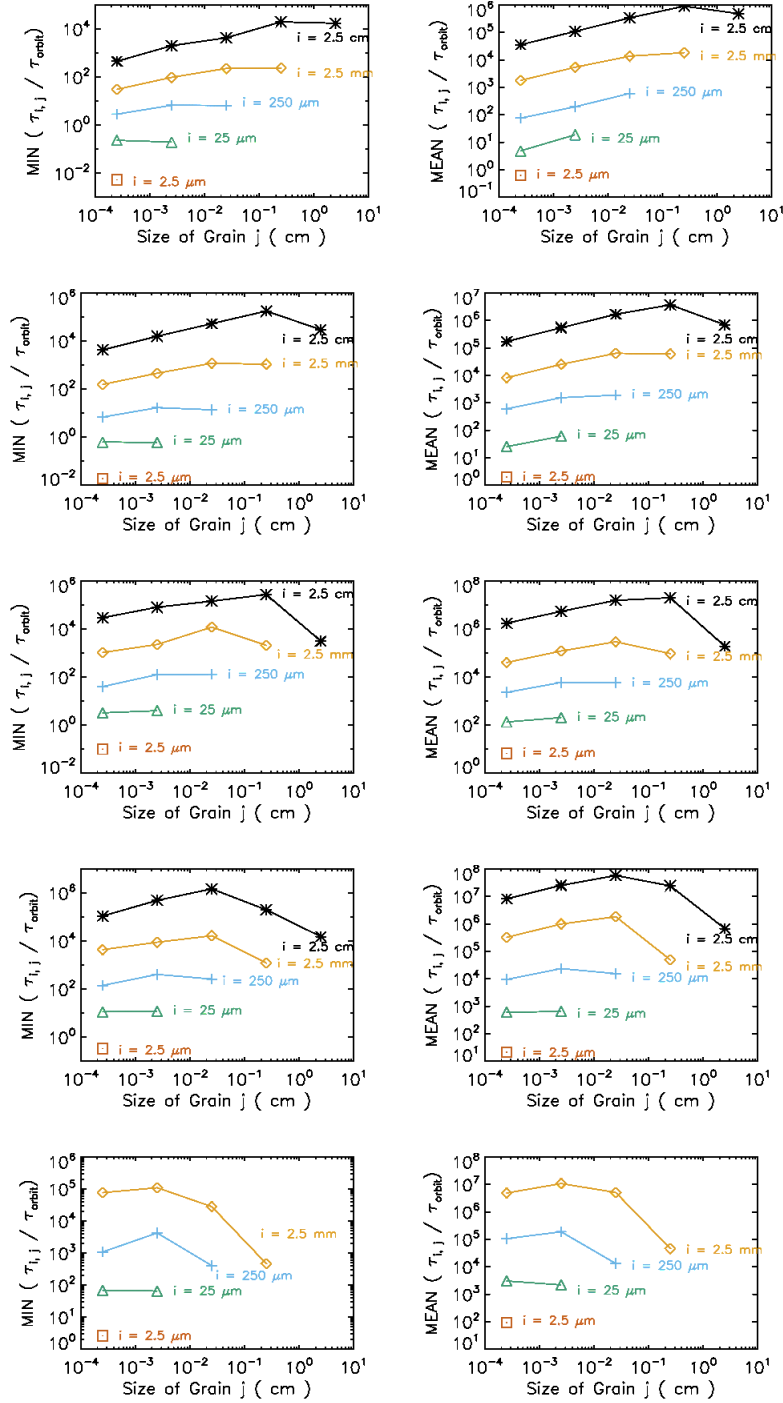 MIN ( τi,j / τorbit)
10^4
10^2
10^0
10^-2
i = 2.5 cm
i = 2.5 mm
i = 250 μm
i = 25 μm
i = 2.5 μm
10^-4 10^-3 10^-2 10^-1 10^0 10^1
Size of Grain j ( cm )
MEAN ( τi,j / τorbit)
10^6
10^5
10^4
10^3
10^2
10^1
10^0
10^-1
i = 2.5 cm
i = 2.5 mm
i = 250 μm
i = 25 μm
i = 2.5 μm
10^-4 10^-3 10^-2 10^-1 10^0 10^1
Size of Grain j ( cm )
MIN ( τi,j / τorbit)
10^6
10^4
10^2
10^0
10^-2
i = 2.5 cm
i = 2.5 mm
i = 250 μm
i = 25 μm
i = 2.5 μm
10^-4 10^-3 10^-2 10^-1 10^0 10^1
Size of Grain j ( cm )
MEAN ( τi,j / τorbit)
10^7
10^6
10^5
10^4
10^3
10^2
10^1
10^0
i = 2.5 cm
i = 2.5 mm
i = 250 μm
i = 25 μm
i = 2.5 μm
10^-4 10^-3 10^-2 10^-1 10^0 10^1
Size of Grain j ( cm )
MIN ( τi,j / τorbit)
10^6
10^4
10^2
10^0
10^-2
i = 2.5 cm
i = 2.5 mm
i = 250 μm
i = 25 μm
i = 2.5 μm
10^-4 10^-3 10^-2 10^-1 10^0 10^1
Size of Grain j ( cm )
MEAN ( τi,j / τorbit)
10^8
10^6
10^4
10^2
10^0
i = 2.5 cm
i = 2.5 mm
i = 250 μm
i = 25 μm
i = 2.5 μm
10^-4 10^-3 10^-2 10^-1 10^0 10^1
Size of Grain j ( cm )
MIN ( τi,j / τorbit)
10^6
10^4
10^2
10^0
i = 2.5 cm
i = 2.5 mm
i = 250 μm
i = 25 μm
i = 2.5 μm
10^-4 10^-3 10^-2 10^-1 10^0 10^1
Size of Grain j ( cm )
MEAN ( τi,j / τorbit)
10^8
10^7
10^6
10^5
10^4
10^3
10^2
10^1
i = 2.5 cm
i = 2.5 mm
i = 250 μm
i = 25 μm
i = 2.5 μm
10^-4 10^-3 10^-2 10^-1 10^0 10^1
Size of Grain j ( cm )
MIN ( τi,j / τorbit)
10^6
10^5
10^4
10^3
10^2
10^1
10^0
i = 2.5 mm
i = 250 μm
i = 25 μm
i = 2.5 μm
10^-4 10^-3 10^-2 10^-1 10^0 10^1
Size of Grain j ( cm )
MEAN ( τi,j / τorbit)
10^8
10^7
10^6
10^5
10^4
10^3
10^2
10^1
i = 2.5 mm
i = 250 μm
i = 25 μm
i = 2.5 μm
10^-4 10^-3 10^-2 10^-1 10^0 10^1
Size of Grain j ( cm )